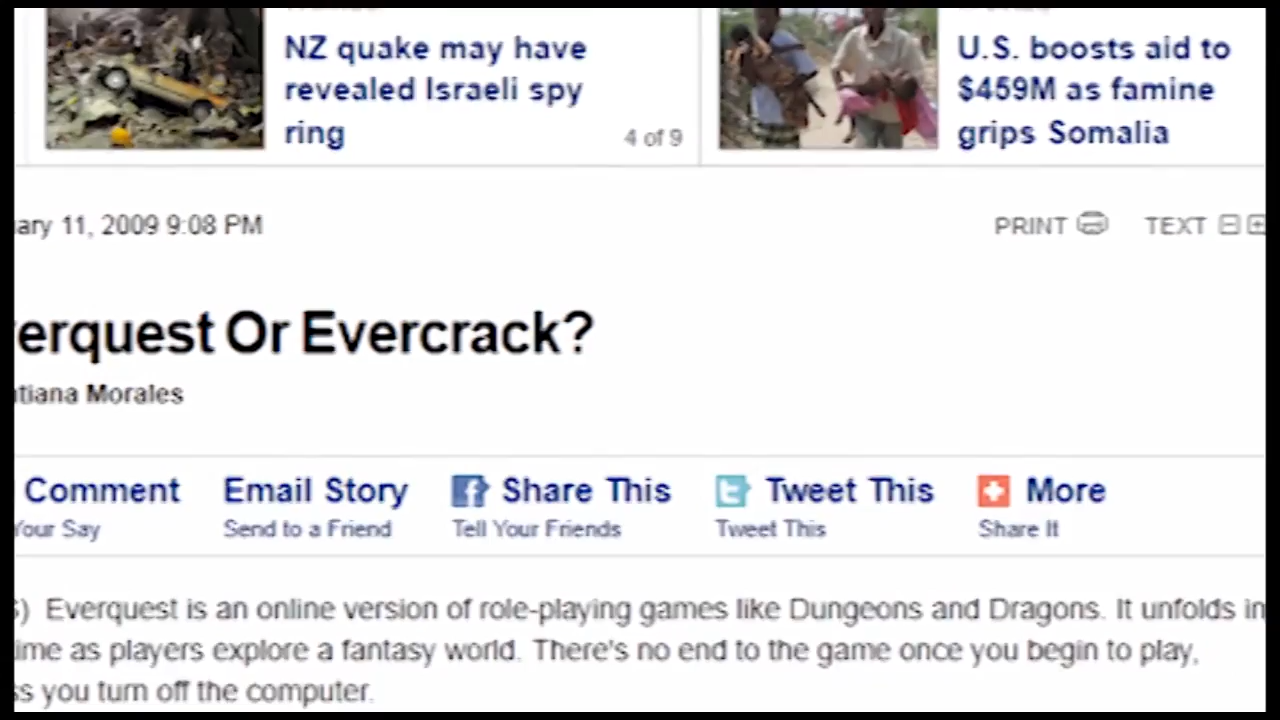 NZ quake may have
revealed Israeli spy
ring
4 of 9
U.S. boosts aid to
$459M as famine
grips Somalia
ary 11, 2009 9:08 PM
PRINT
TEXT
erquest Or Evercrack?
tiana Morales
Comment
Your Say
Email Story
Send to a Friend
Share This
Tell Your Friends
Tweet This
Tweet This
More
Share It
S) Everquest is an online version of role-playing games like Dungeons and Dragons. It unfolds in
ime as players explore a fantasy world. There's no end to the game once you begin to play,
ss you turn off the computer.